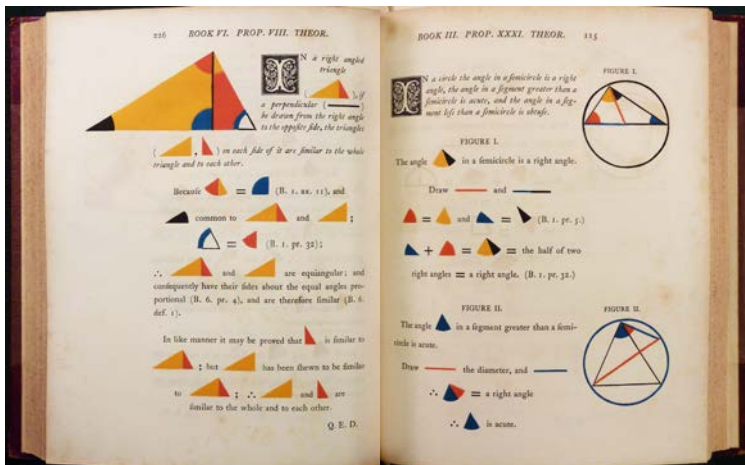 226 BOOK VI. PROP. VIII. THEOR.
IN a right angled
triangle
( ), if
a perpendicular ( )
be drawn from the right angle
to the opposite ſide, the triangles
( , ) on each ſide of it are ſimilar to the whole
triangle and to each other.
Becauſe = (B. 1. ax. 11), and
common to and ;
= (B. 1. pr. 32);
∴ and are equiangular; and
conſequently have their ſides about the equal angles pro-
portional (B. 6. pr. 4), and are therefore ſimilar (B. 6.
def. 1).
In like manner it may be proved that is ſimilar to
; but has been ſhewn to be ſimilar
to ; ∴ and are
ſimilar to the whole and to each other.
Q. E. D.
BOOK III. PROP. XXXI. THEOR. 115
IN a circle the angle in a ſemicircle is a right
angle, the angle in a ſegment greater than a
ſemicircle is acute, and the angle in a ſeg-
ment leſs than a ſemicircle is obtuſe.
FIGURE I.
FIGURE I.
The angle in a ſemicircle is a right angle.
Draw and
= and = (B. 1. pr. 5.)
+ = = the half of two
right angles = a right angle. (B. 1. pr. 32.)
FIGURE II.
FIGURE II.
The angle in a ſegment greater than a ſemi-
circle is acute.
Draw the diameter, and
∴ = a right angle
∴ is acute.